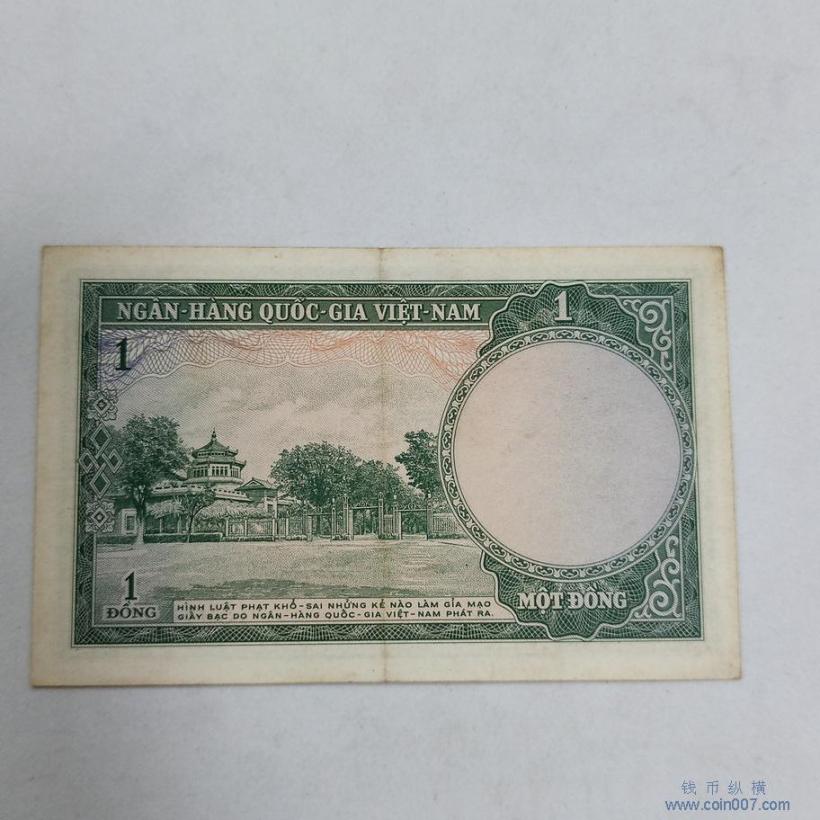 NGÂN-HÀNG QUỐC-GIA VIỆT-NAM
1
1
1
ĐỒNG
HÌNH LUẬT PHẠT KHỔ-SAI NHỮNG KẺ NÀO LÀM GIẢ MẠO
GIẤY BẠC DO NGÂN-HÀNG QUỐC-GIA VIỆT-NAM PHÁT RA.
MỘT ĐỒNG
钱币纵横
www.coin007.com